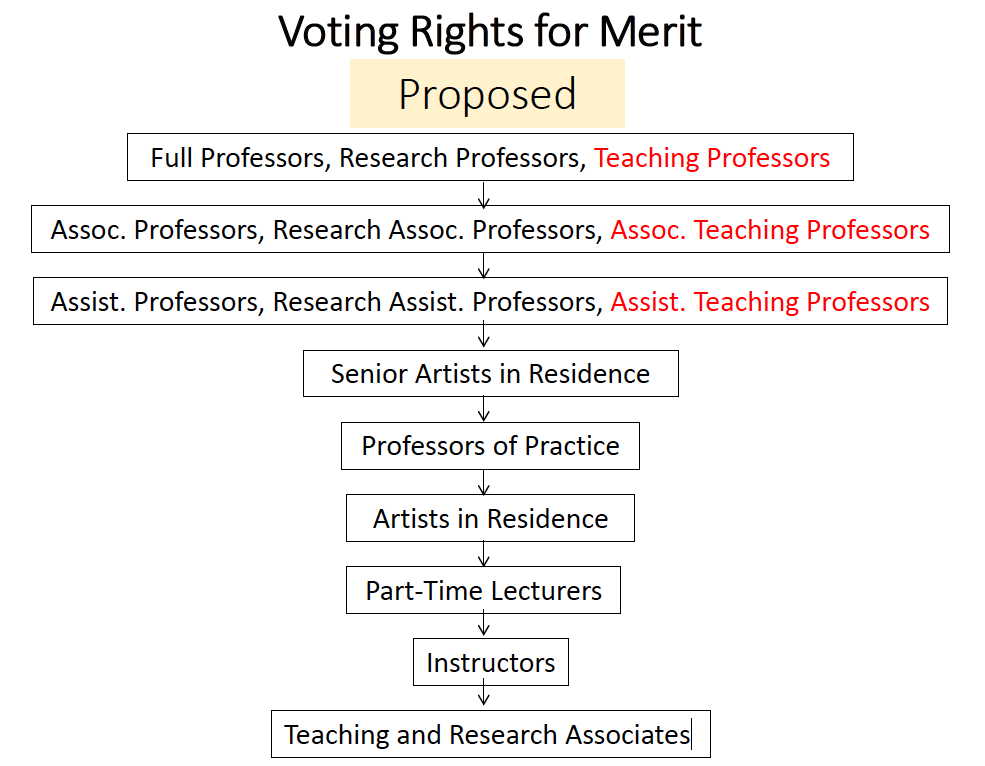 Voting Rights for Merit
Proposed
Full Professors, Research Professors, Teaching Professors
Assoc. Professors, Research Assoc. Professors, Assoc. Teaching Professors
Assist. Professors, Research Assist. Professors, Assist. Teaching Professors
Senior Artists in Residence
Professors of Practice
Artists in Residence
Part-Time Lecturers
Instructors
Teaching and Research Associates